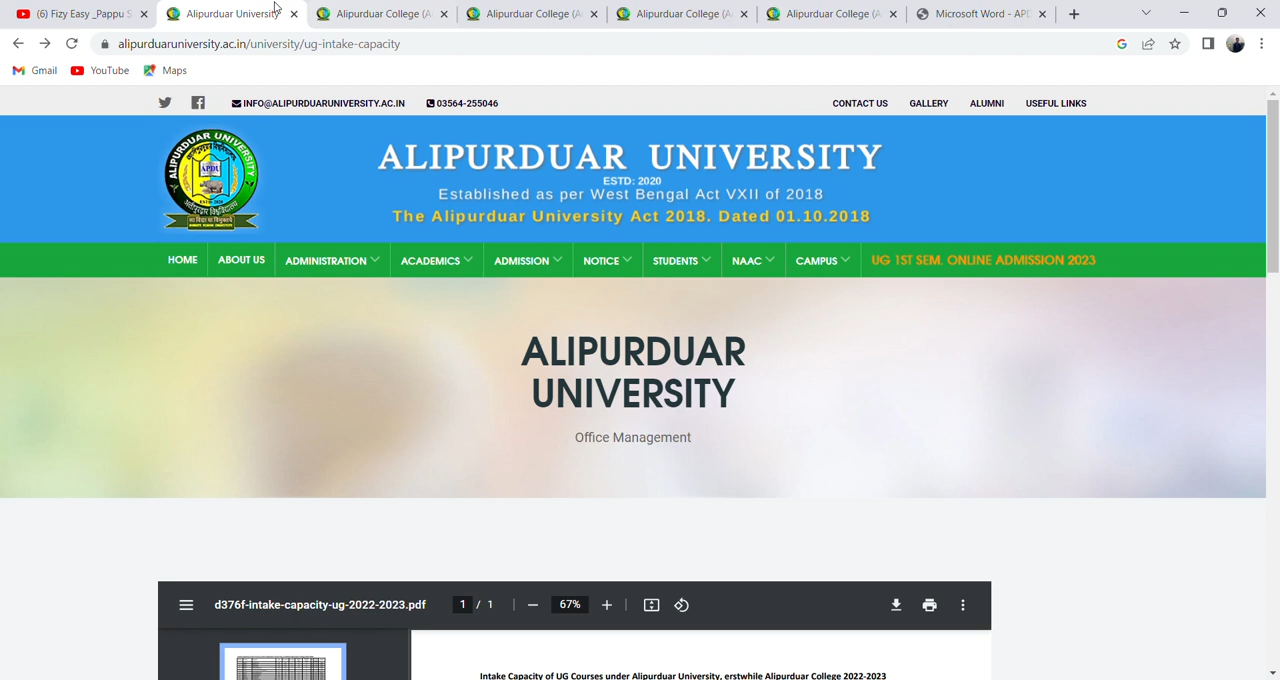 (6) Fizy Easy _Pappu S
Alipurduar University
Alipurduar College (A
Alipurduar College (A
Alipurduar College (A
Alipurduar College (A
Microsoft Word - APD
alipurduaruniversity.ac.in/university/ug-intake-capacity
Gmail
YouTube
Maps
INFO@ALIPURDUARUNIVERSITY.AC.IN
03564-255046
CONTACT US
GALLERY
ALUMNI
USEFUL LINKS
ALIPURDUAR UNIVERSITY
APDU
ALIPURDUAR UNIVERSITY
ESTD: 2020
Established as per West Bengal Act VXII of 2018
The Alipurduar University Act 2018. Dated 01.10.2018
HOME
ABOUT US
ADMINISTRATION
ACADEMICS
ADMISSION
NOTICE
STUDENTS
NAAC
CAMPUS
UG 1ST SEM. ONLINE ADMISSION 2023
ALIPURDUAR
UNIVERSITY
Office Management
d376f-intake-capacity-ug-2022-2023.pdf
1 / 1
67%
Intake Capacity of UG Courses under Alipurduar University, erstwhile Alipurduar College 2022-2023